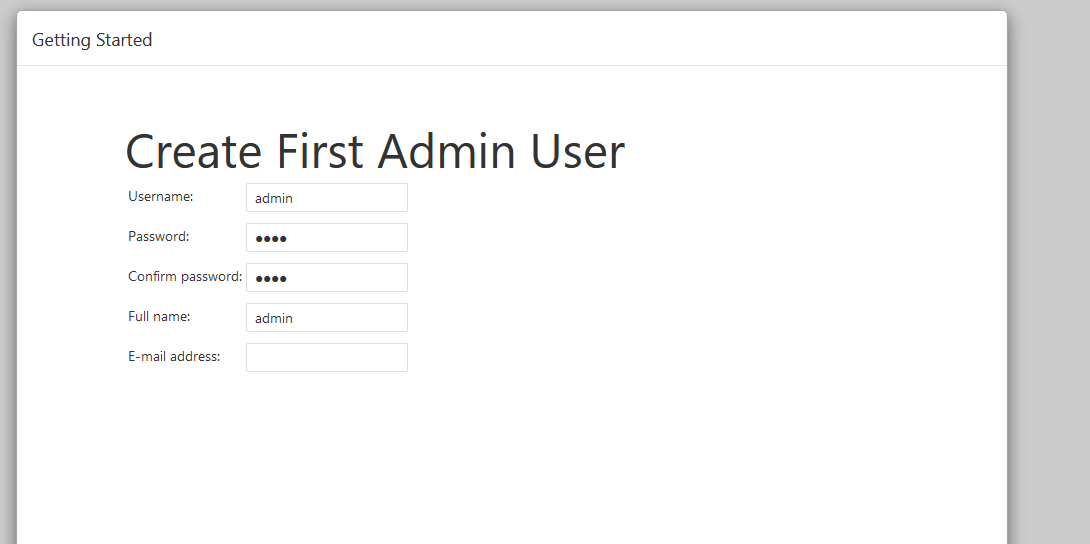 Getting Started
Create First Admin User
Username: admin
Password: ••••
Confirm password: ••••
Full name: admin
E-mail address: